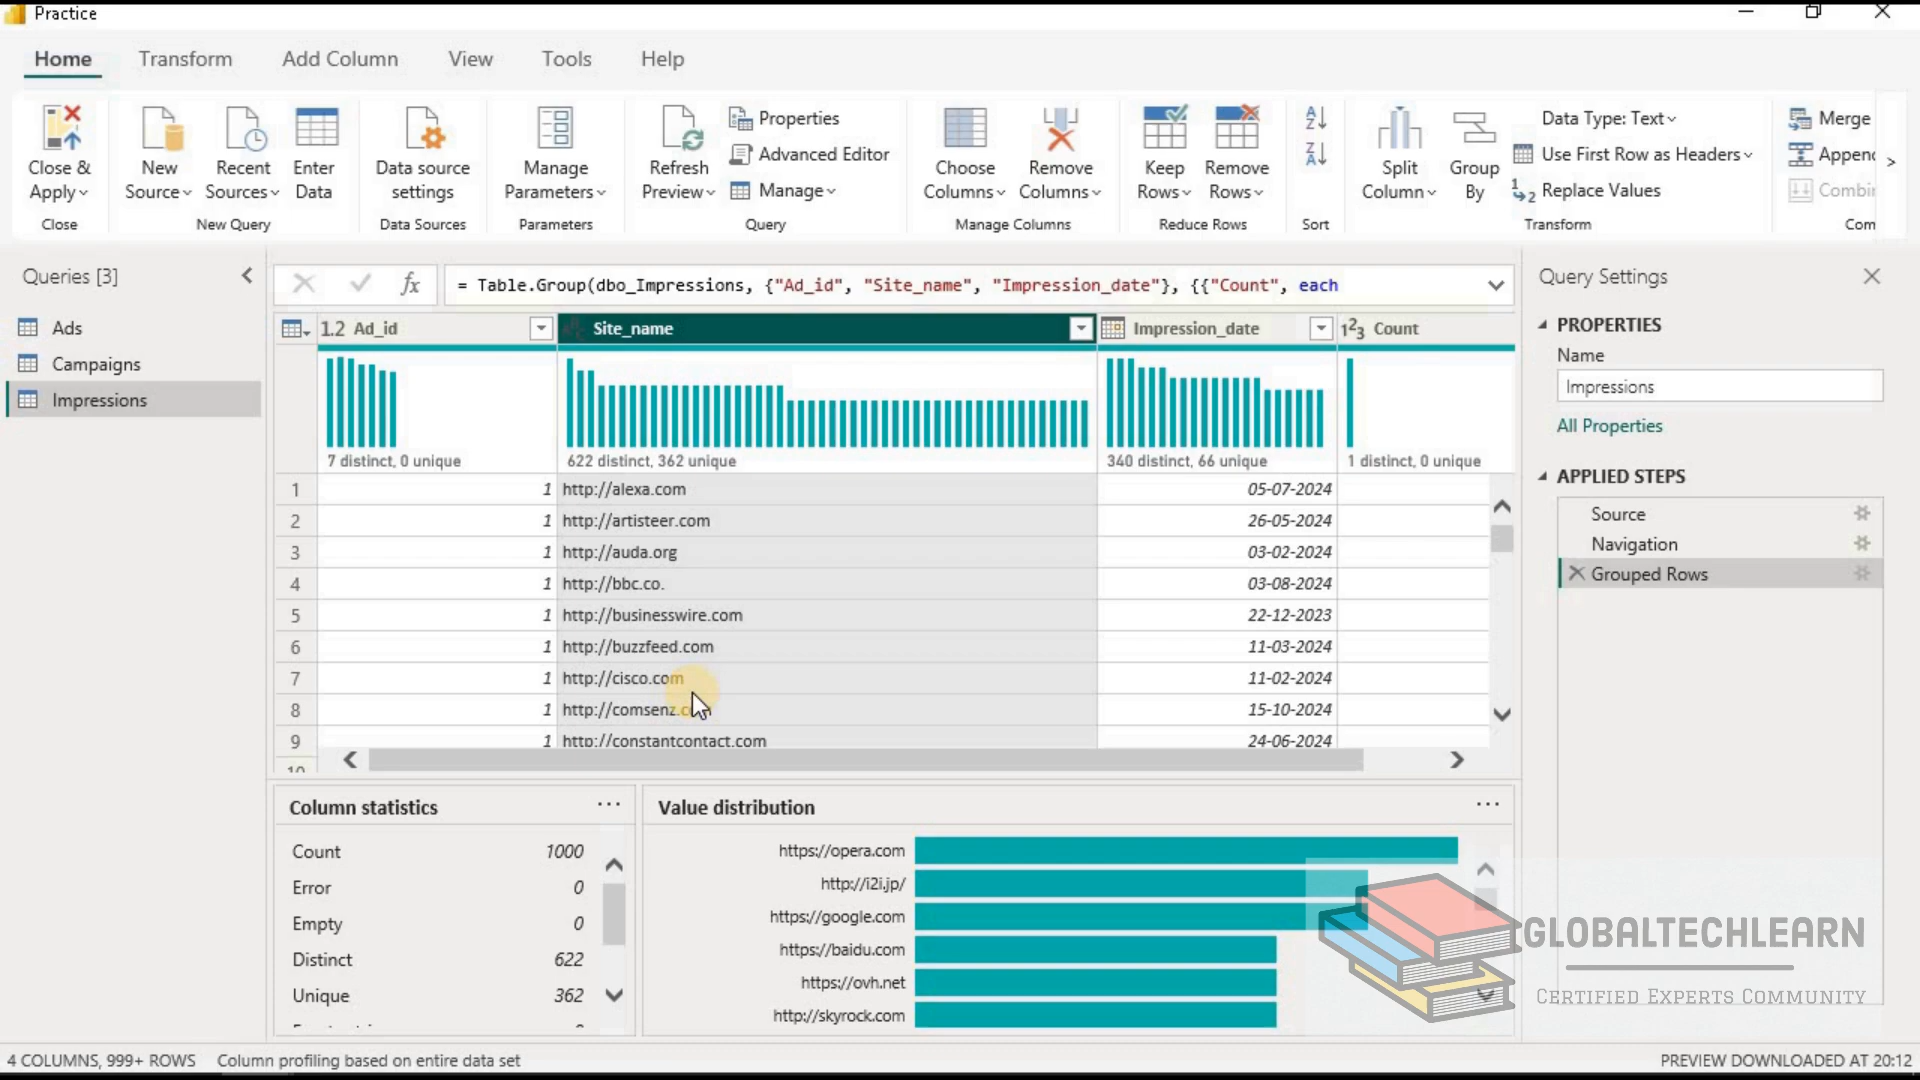 Practice
Home Transform Add Column View Tools Help
Close & Apply
New Source
Recent Sources
Enter Data
Data source settings
Manage Parameters
Refresh Preview
Properties
Advanced Editor
Manage
Choose Columns
Remove Columns
Keep Rows
Remove Rows
Split Column
Group By
Data Type: Text
Use First Row as Headers
Replace Values
Merge
Appen
Combi
Close
New Query
Data Sources
Parameters
Query
Manage Columns
Reduce Rows
Sort
Transform
Com
Queries [3]
Ads
Campaigns
Impressions
fx
= Table.Group(dbo_Impressions, {"Ad_id", "Site_name", "Impression_date"}, {{"Count", each
1.2 Ad_id Site_name Impression_date 123 Count
7 distinct, 0 unique 622 distinct, 362 unique 340 distinct, 66 unique 1 distinct, 0 unique
1 1 http://alexa.com 05-07-2024
2 1 http://artisteer.com 26-05-2024
3 1 http://auda.org 03-02-2024
4 1 http://bbc.co. 03-08-2024
5 1 http://businesswire.com 22-12-2023
6 1 http://buzzfeed.com 11-03-2024
7 1 http://cisco.com 11-02-2024
8 1 http://comsenz.c 15-10-2024
9 1 http://constantcontact.com 24-06-2024
10
Query Settings
PROPERTIES
Name
Impressions
All Properties
APPLIED STEPS
Source
Navigation
Grouped Rows
Column statistics
Count 1000
Error 0
Empty 0
Distinct 622
Unique 362
Value distribution
https://opera.com
http://i2i.jp/
https://google.com
https://baidu.com
https://ovh.net
http://skyrock.com
GLOBALTECHLEARN
CERTIFIED EXPERTS COMMUNITY
4 COLUMNS, 999+ ROWS Column profiling based on entire data set
PREVIEW DOWNLOADED AT 20:12